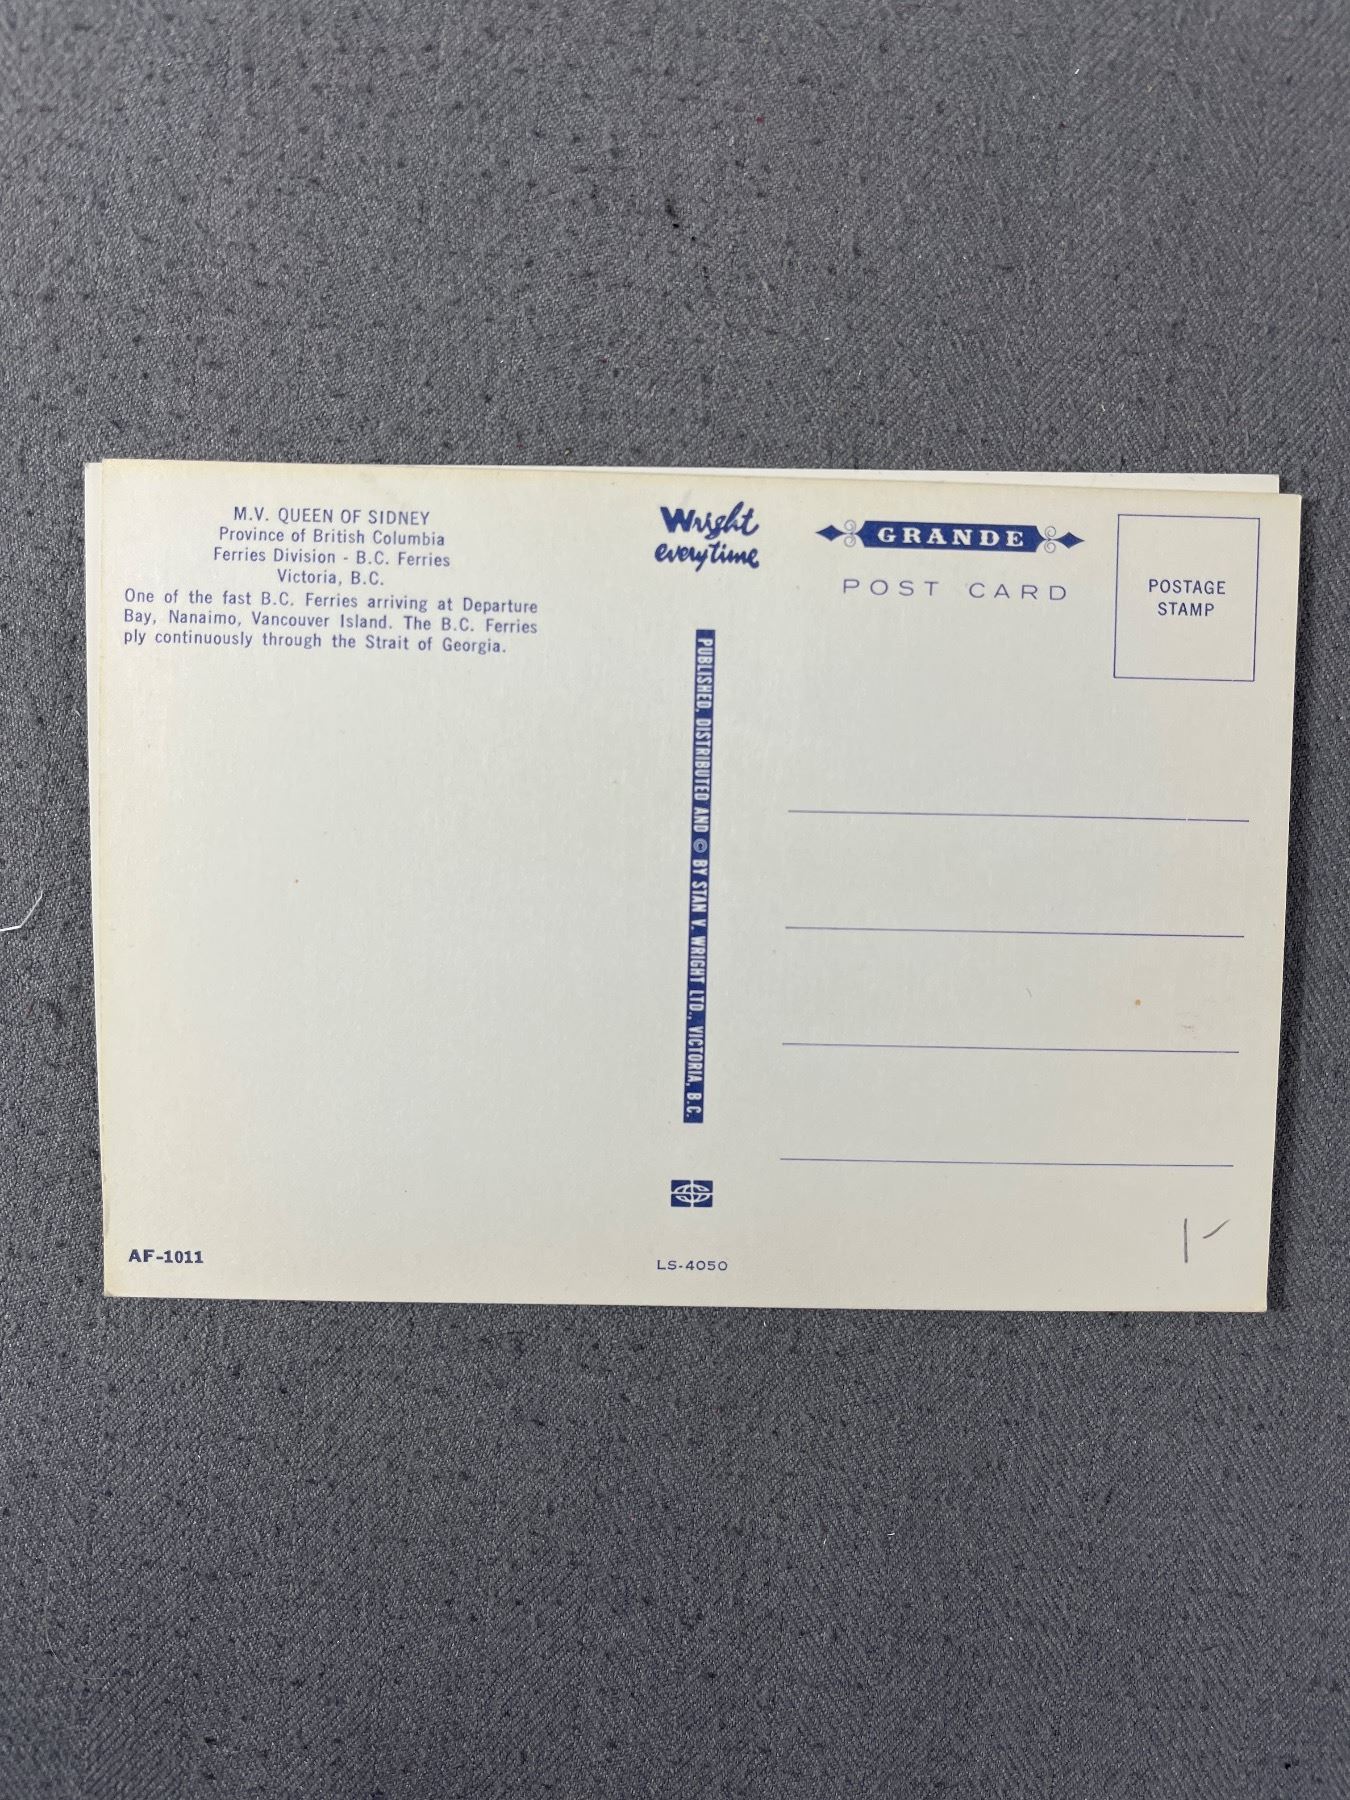 M.V. QUEEN OF SIDNEY
Province of British Columbia
Ferries Division - B.C. Ferries
Victoria, B.C.
One of the fast B.C. Ferries arriving at Departure
Bay, Nanaimo, Vancouver Island. The B.C. Ferries
ply continuously through the Strait of Georgia.
AF-1011
Wright
everytime
PUBLISHED, DISTRIBUTED AND © BY STAN V. WRIGHT LTD., VICTORIA, B.C.
LS-4050
GRANDE
POST CARD
POSTAGE
STAMP
1-